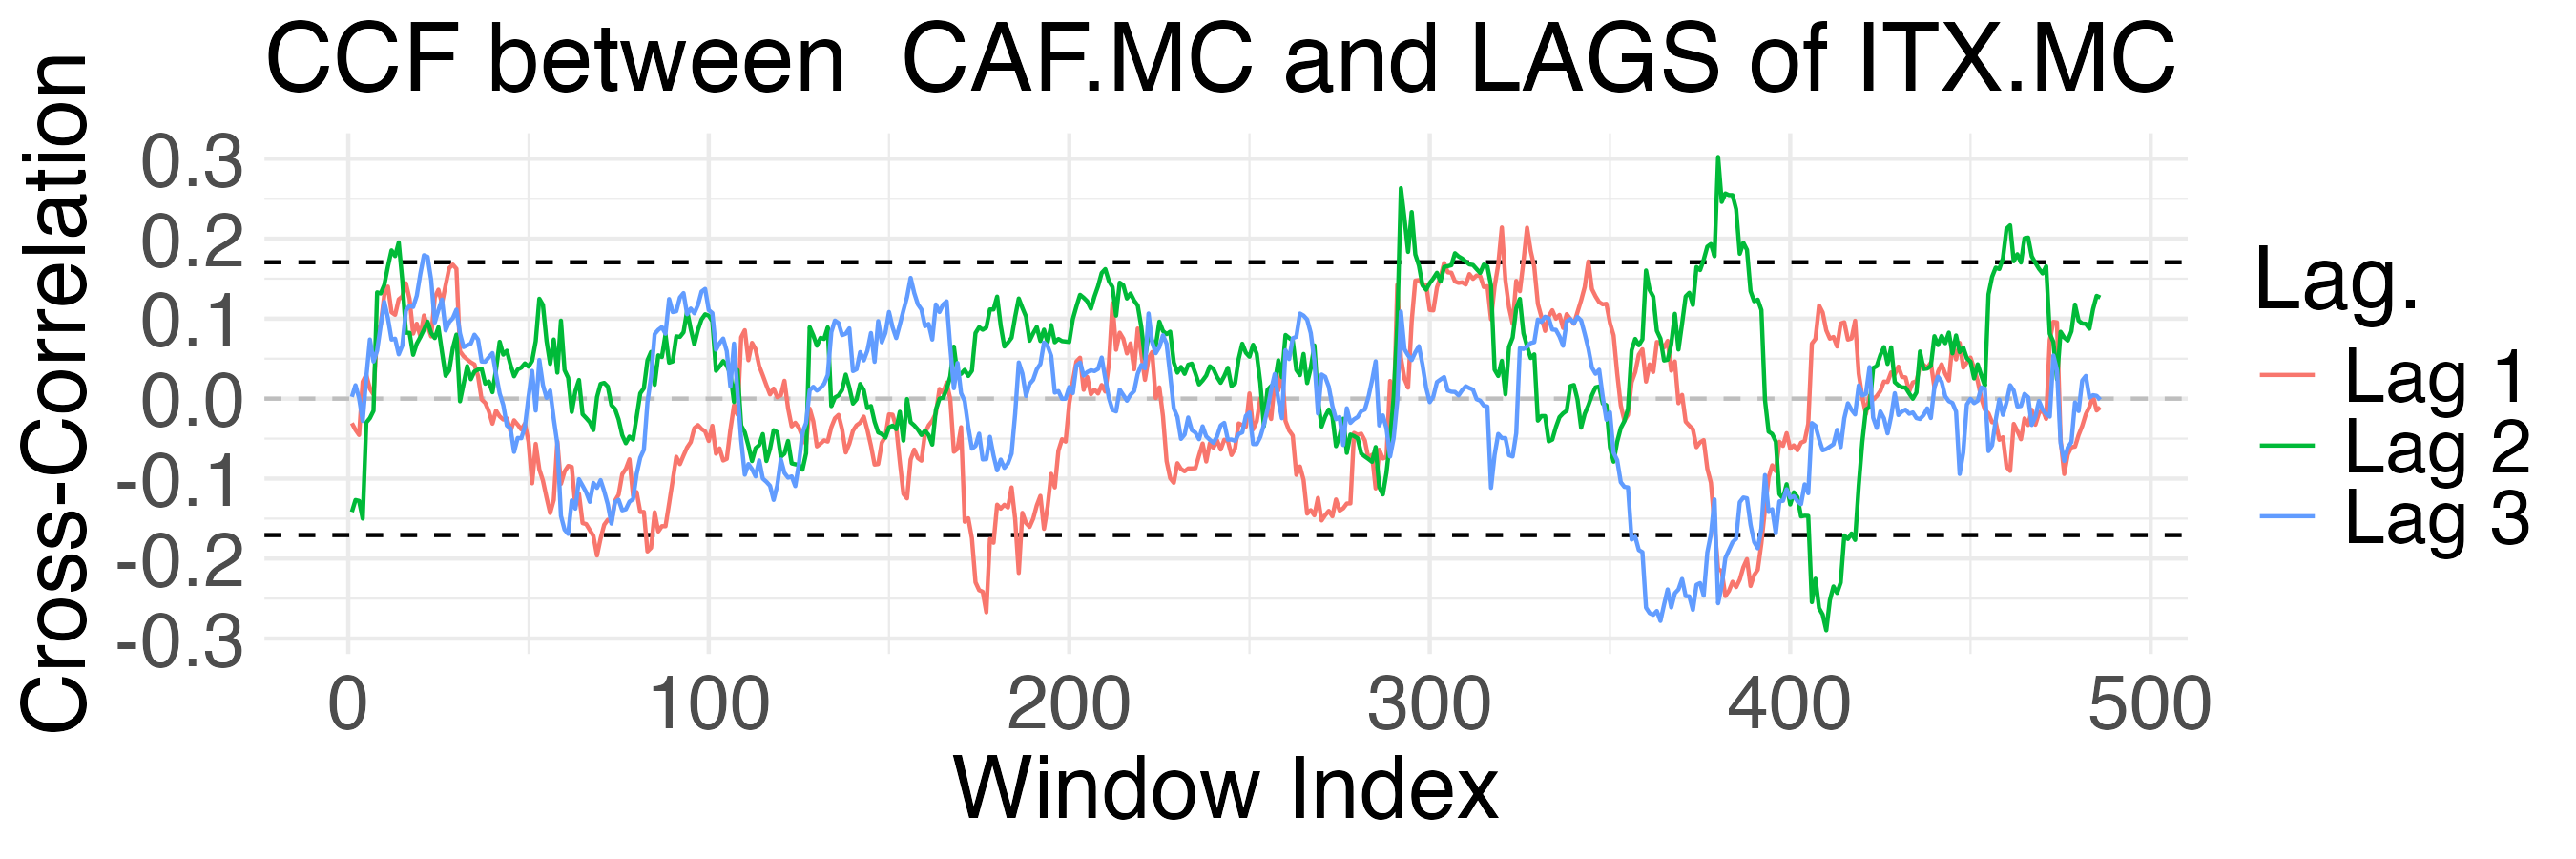 CCF between  CAF.MC and LAGS of ITX.MC
Cross-Correlation
0.3
0.2
0.1
0.0
-0.1
-0.2
-0.3
0 100 200 300 400 500
Window Index
Lag.
Lag 1
Lag 2
Lag 3